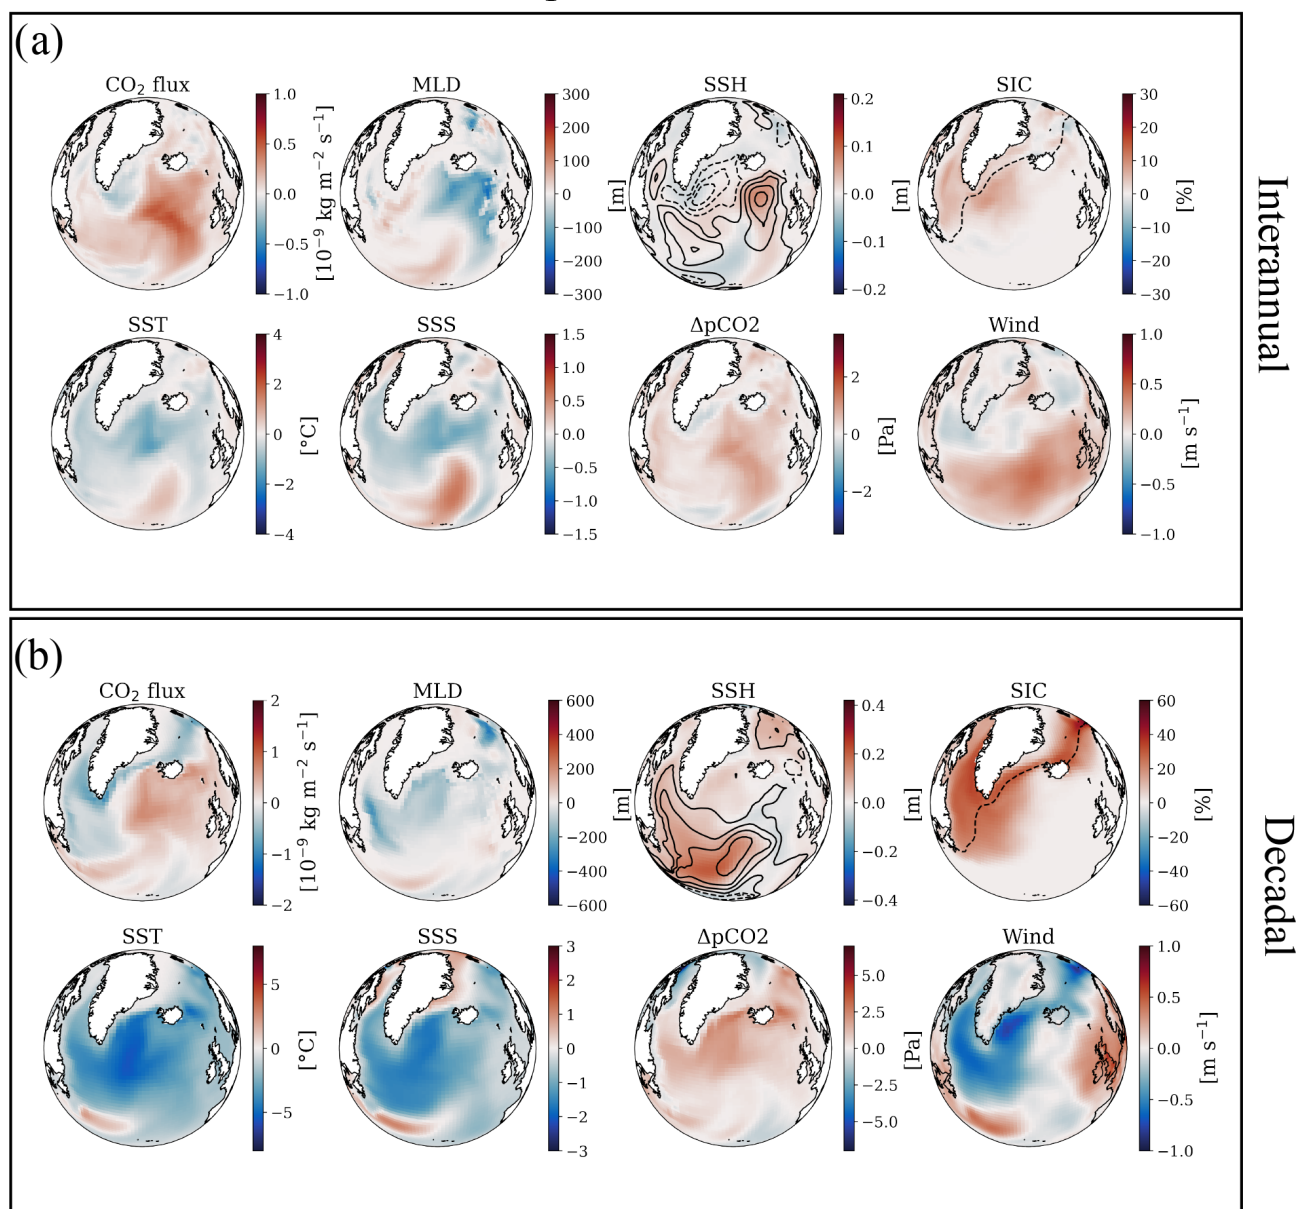 (a)
CO₂ flux
MLD
SSH
SIC
1.0
0.5
0.0
−0.5
−1.0
[10⁻⁹ kg m⁻² s⁻¹]
300
200
100
0
−100
−200
−300
[m]
0.2
0.1
0.0
−0.1
−0.2
[m]
30
20
10
0
−10
−20
−30
[%]
SST
SSS
ΔpCO2
Wind
4
2
0
−2
−4
[°C]
1.5
1.0
0.5
0.0
−0.5
−1.0
−1.5
2
0
−2
[Pa]
1.0
0.5
0.0
−0.5
−1.0
[m s⁻¹]
Interannual
(b)
CO₂ flux
MLD
SSH
SIC
2
1
0
−1
−2
[10⁻⁹ kg m⁻² s⁻¹]
600
400
200
0
−200
−400
−600
[m]
0.4
0.2
0.0
−0.2
−0.4
[m]
60
40
20
0
−20
−40
−60
[%]
SST
SSS
ΔpCO2
Wind
5
0
−5
[°C]
3
2
1
0
−1
−2
−3
5.0
2.5
0.0
−2.5
−5.0
[Pa]
1.0
0.5
0.0
−0.5
−1.0
[m s⁻¹]
Decadal